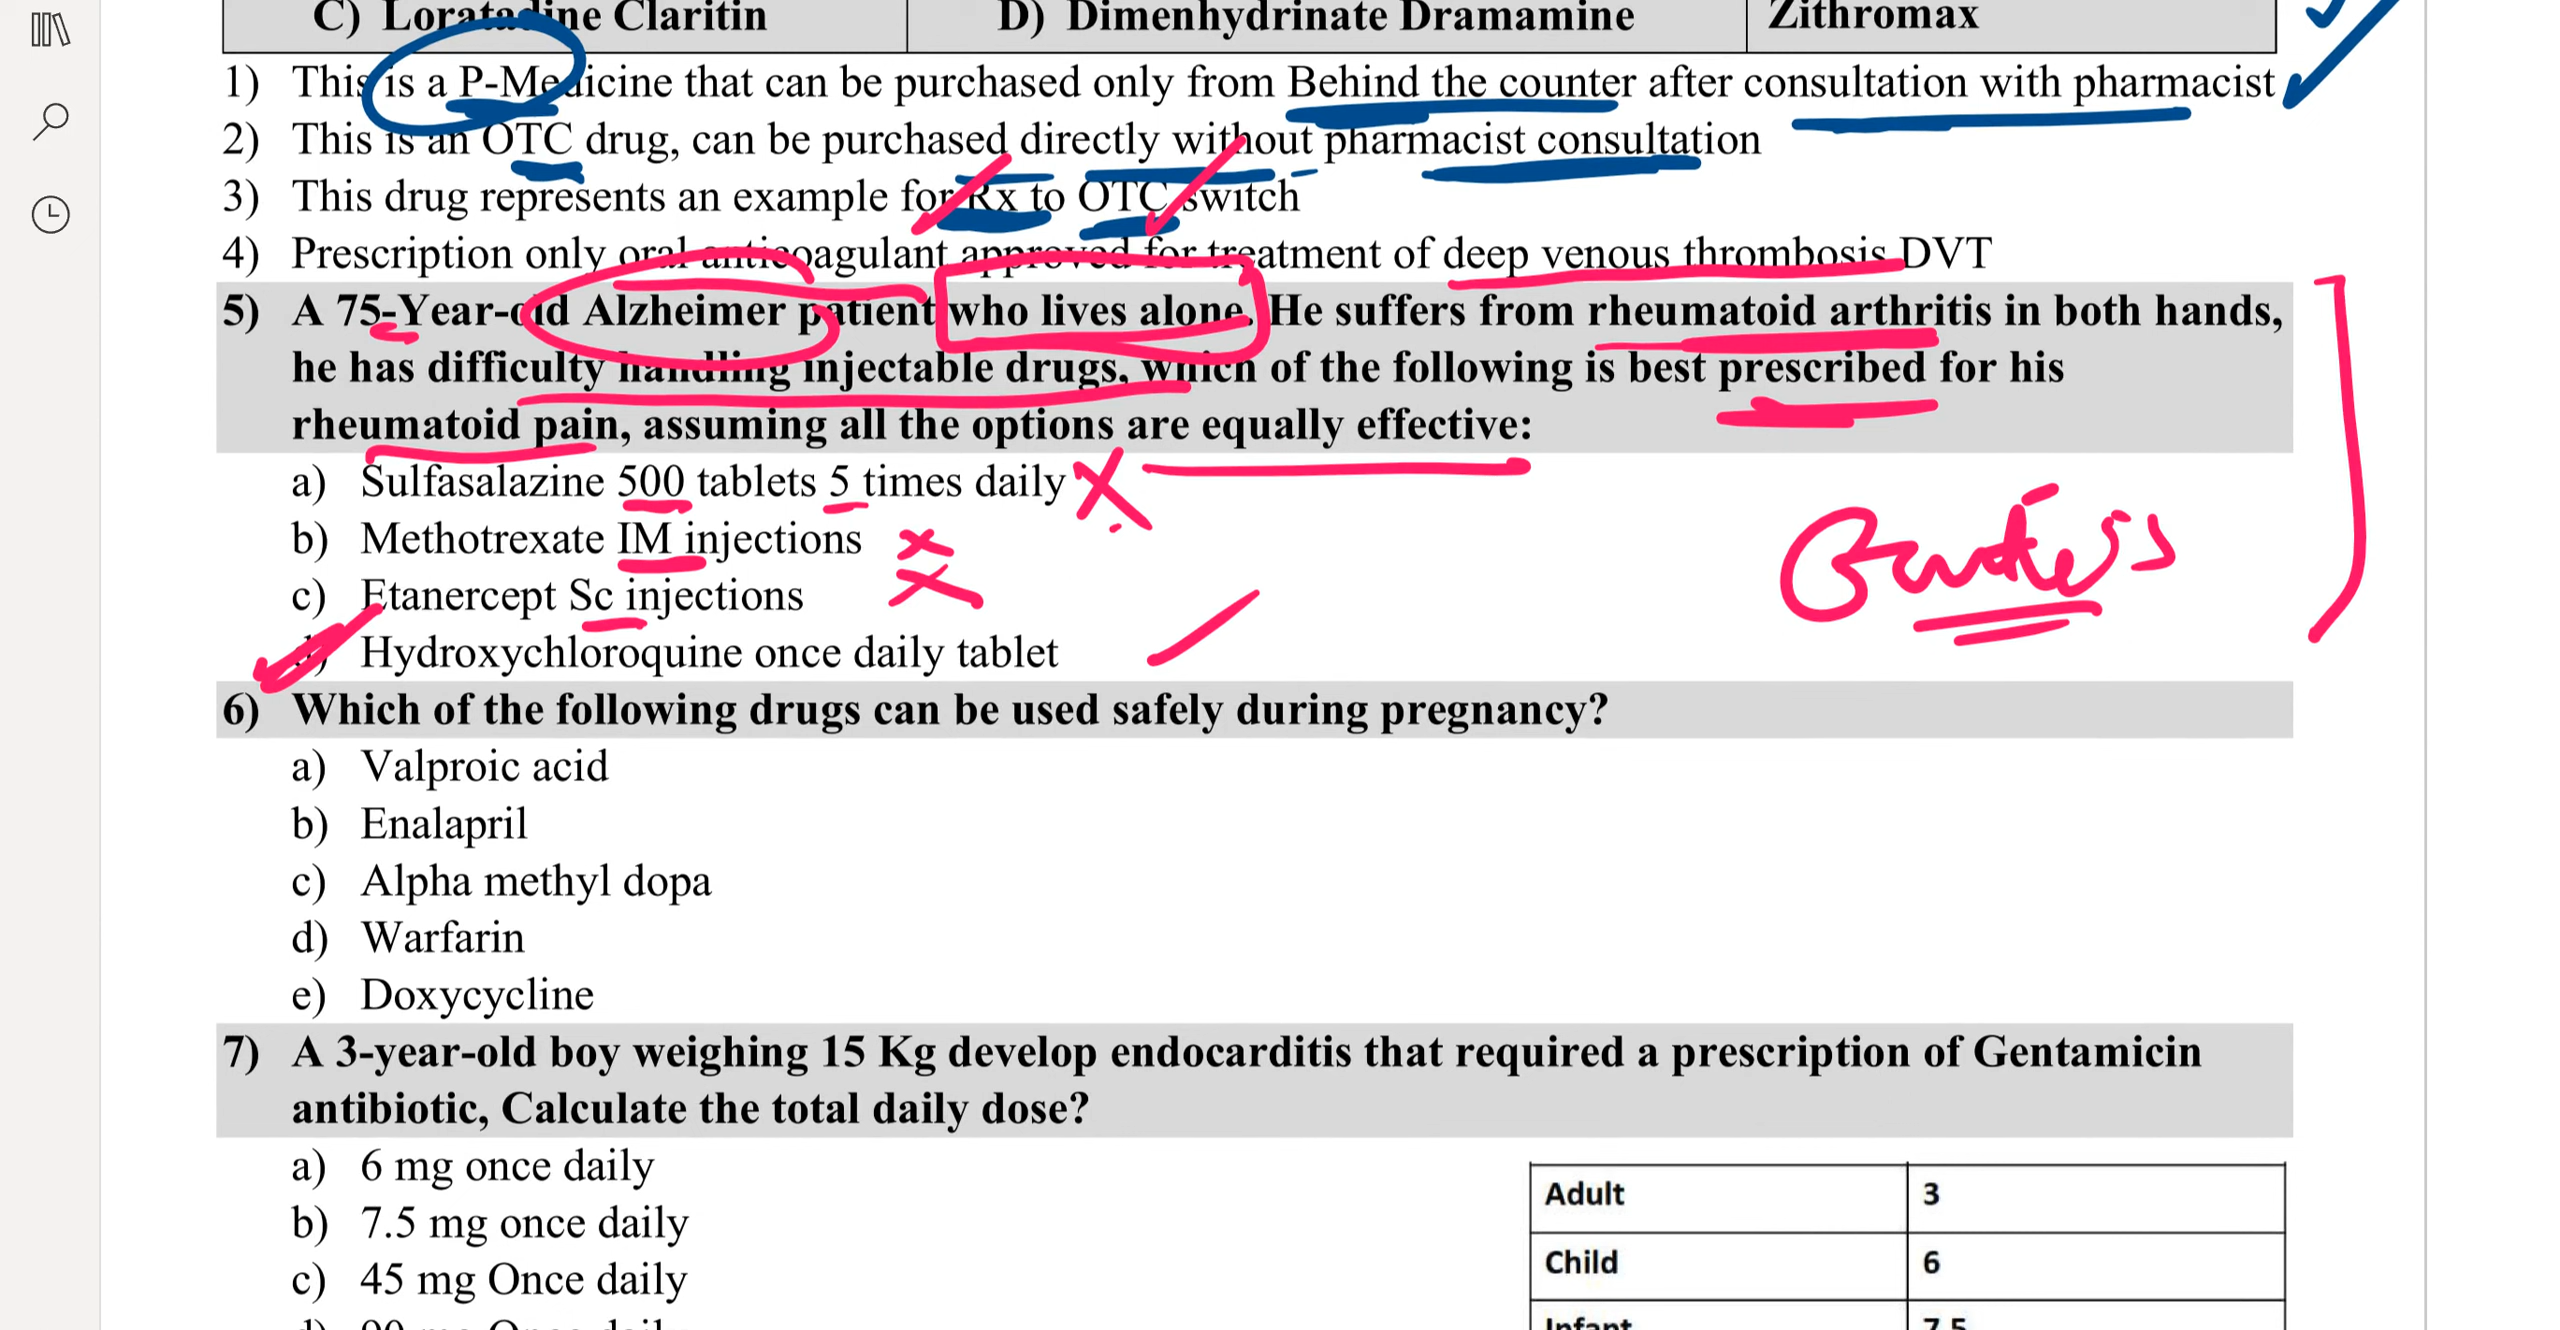 C) Loratadine Claritin D) Dimenhydrinate Dramamine Zithromax
1) This is a P-Medicine that can be purchased only from Behind the counter after consultation with pharmacist
2) This is an OTC drug, can be purchased directly without pharmacist consultation
3) This drug represents an example for Rx to OTC switch
4) Prescription only oral anticoagulant approved for treatment of deep venous thrombosis DVT
5) A 75-Year-old Alzheimer patient who lives alone. He suffers from rheumatoid arthritis in both hands,
he has difficulty handling injectable drugs, which of the following is best prescribed for his
rheumatoid pain, assuming all the options are equally effective:
a) Sulfasalazine 500 tablets 5 times daily
b) Methotrexate IM injections
c) Etanercept Sc injections
Hydroxychloroquine once daily tablet
6) Which of the following drugs can be used safely during pregnancy?
a) Valproic acid
b) Enalapril
c) Alpha methyl dopa
d) Warfarin
e) Doxycycline
7) A 3-year-old boy weighing 15 Kg develop endocarditis that required a prescription of Gentamicin
antibiotic, Calculate the total daily dose?
a) 6 mg once daily
b) 7.5 mg once daily
c) 45 mg Once daily
Adult 3
Child 6
Infant 7.5